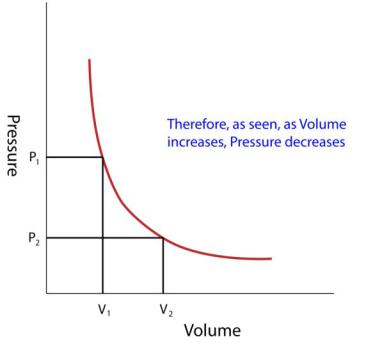 Therefore, as seen, as Volume
increases, Pressure decreases
Pressure
P₁
P₂
V₁
V₂
Volume